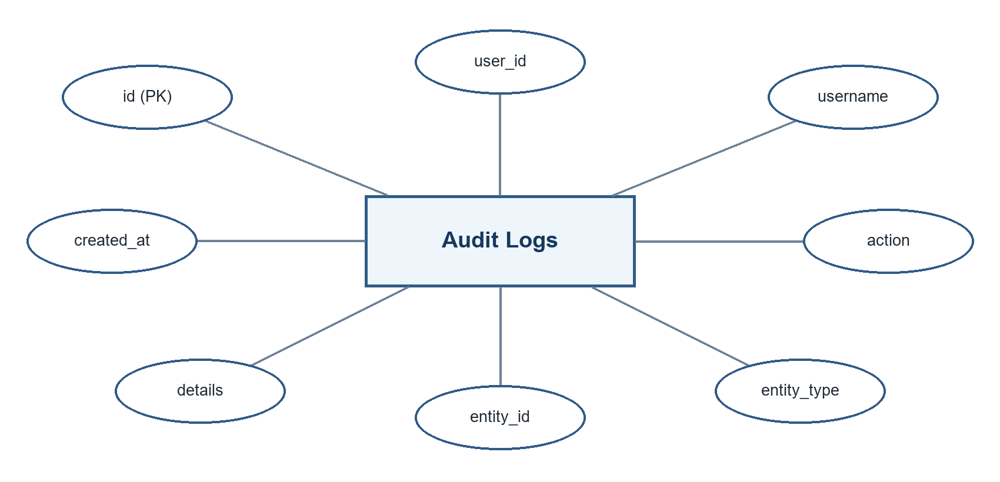 user_id
id (PK)
username
created_at
Audit Logs
action
details
entity_id
entity_type